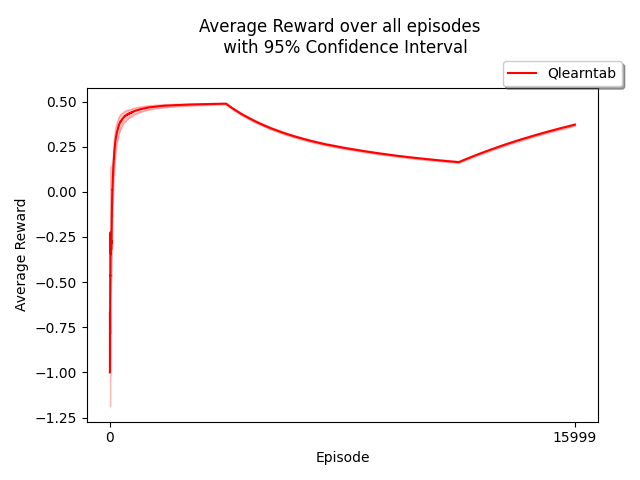 Average Reward over all episodes
with 95% Confidence Interval
Qlearntab
0.50
0.25
0.00
−0.25
−0.50
−0.75
−1.00
−1.25
Average Reward
0
15999
Episode